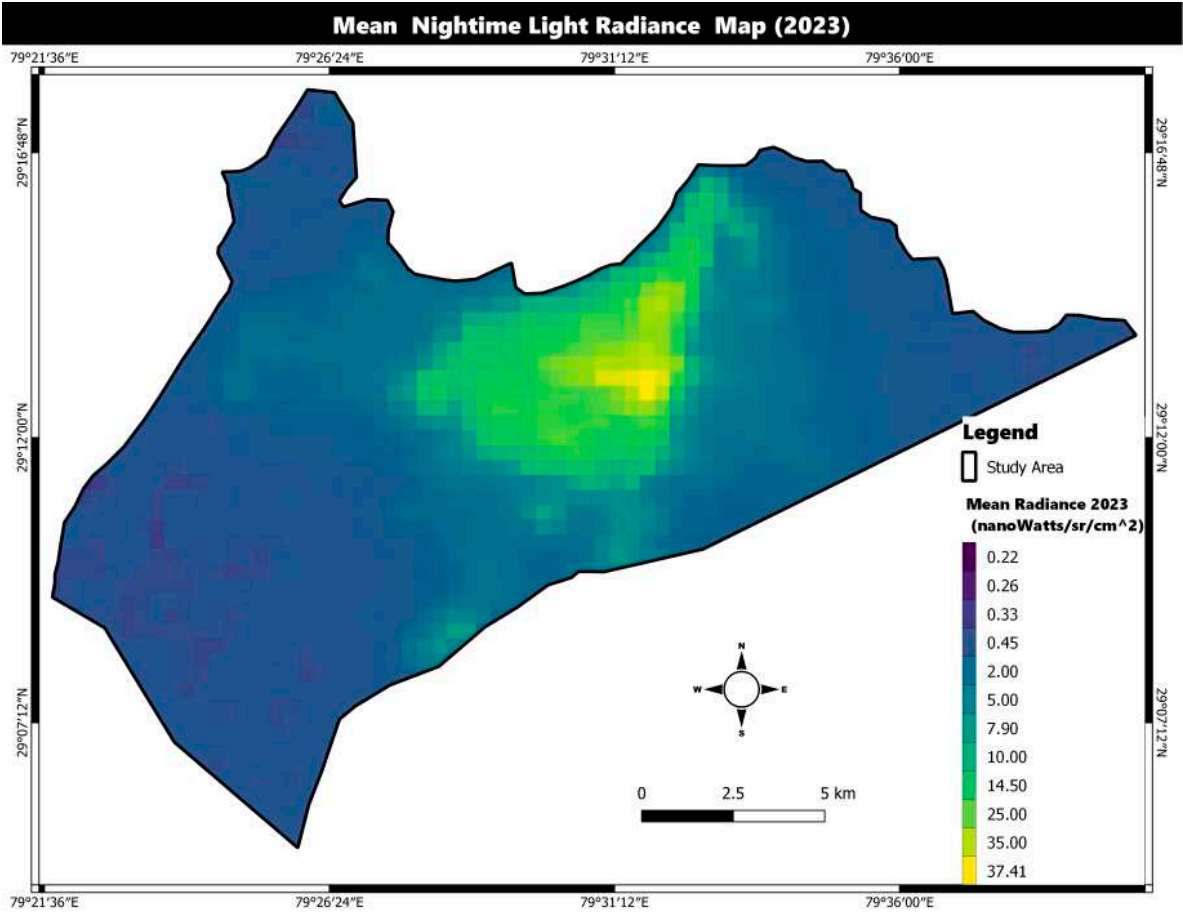 Mean Nightime Light Radiance Map (2023)
79°21'36"E 79°26'24"E 79°31'12"E 79°36'00"E
29°16'48"N 29°16'48"N
29°12'00"N 29°12'00"N
29°07'12"N 29°07'12"N
Legend
Study Area
Mean Radiance 2023
(nanoWatts/sr/cm^2)
0.22
0.26
0.33
0.45
2.00
5.00
7.90
10.00
14.50
25.00
35.00
37.41
N
W E
S
0 2.5 5 km
79°21'36"E 79°26'24"E 79°31'12"E 79°36'00"E